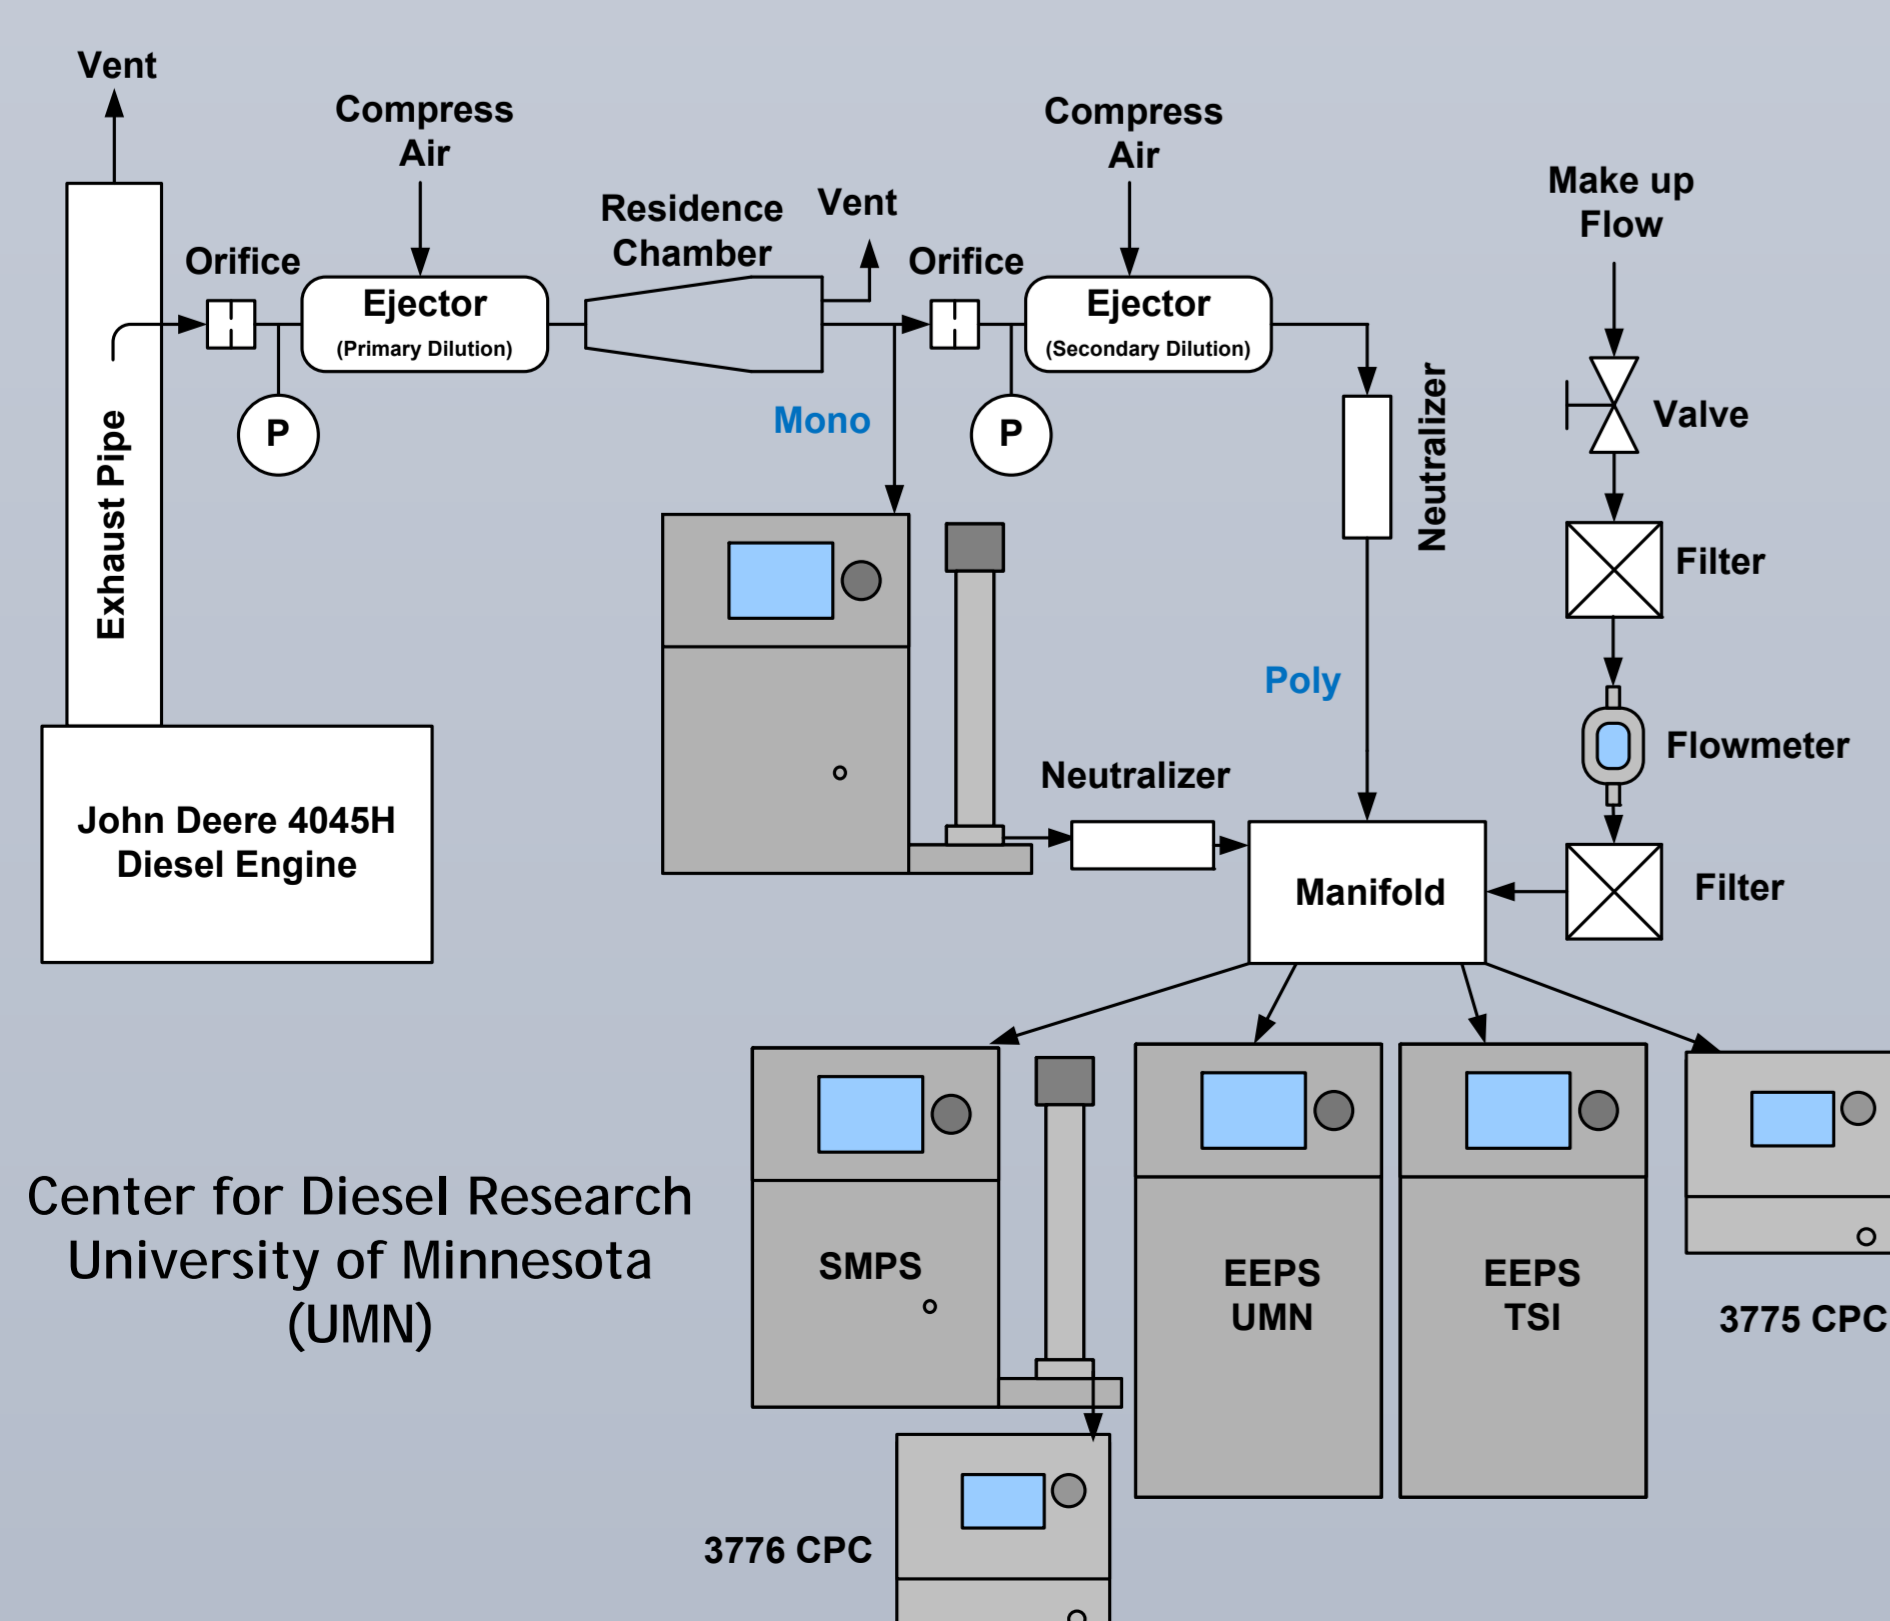 Vent
Compress
Air
Compress
Air
Make up
Flow
Residence
Chamber
Vent
Orifice
Orifice
Ejector
(Primary Dilution)
Ejector
(Secondary Dilution)
P
P
Mono
Neutralizer
Valve
Exhaust Pipe
Filter
Poly
Flowmeter
Neutralizer
John Deere 4045H
Diesel Engine
Manifold
Filter
Center for Diesel Research
University of Minnesota
(UMN)
SMPS
EEPS
UMN
EEPS
TSI
3775 CPC
3776 CPC